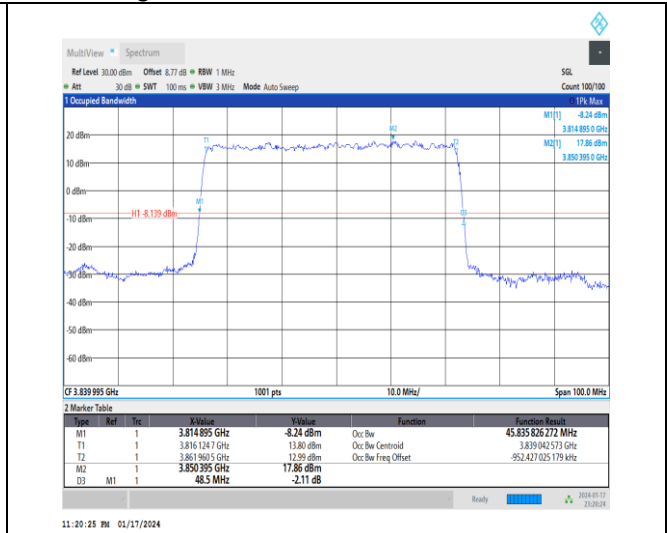 MultiView Spectrum
Ref Level 30.00 dBm Offset 8.77 dB RBW 1 MHz SGL
Att 30 dB SWT 100 ms VBW 3 MHz Mode Auto Sweep Count 100/100
1 Occupied Bandwidth 1Pk Max
M1[1] -8.24 dBm
3.814 895 0 GHz
M2[1] 17.86 dBm
3.850 395 0 GHz
20 dBm
T1
M2
T2
10 dBm
0 dBm
M1
H1 -8.139 dBm
D3
-10 dBm
-20 dBm
-30 dBm
-40 dBm
-50 dBm
-60 dBm
CF 3.839 995 GHz 1001 pts 10.0 MHz/ Span 100.0 MHz
2 Marker Table
Type Ref Trc X-Value Y-Value Function Function Result
M1 1 3.814 895 GHz -8.24 dBm Occ Bw 45.835 826 272 MHz
T1 1 3.816 124 7 GHz 13.80 dBm Occ Bw Centroid 3.839 042 573 GHz
T2 1 3.861 960 5 GHz 12.99 dBm Occ Bw Freq Offset -952.427 025 179 kHz
M2 1 3.850 395 GHz 17.86 dBm
D3 M1 1 48.5 MHz -2.11 dB
Ready 2024-01-17
23:20:24
11:20:25 PM 01/17/2024